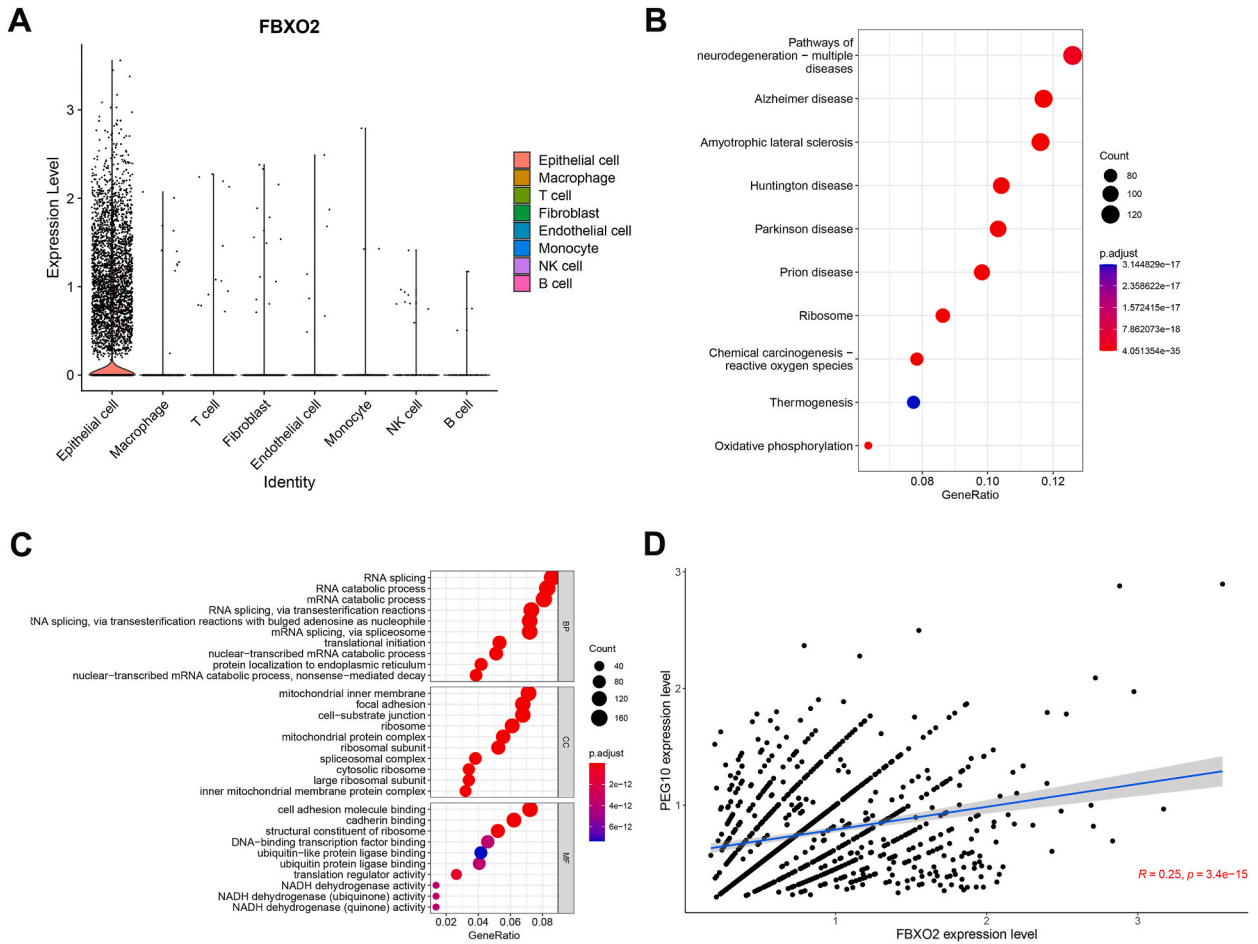 A
FBXO2
Expression Level
3
2
1
0
Epithelial cell
Macrophage
T cell
Fibroblast
Endothelial cell
Monocyte
NK cell
B cell
Identity
Epithelial cell
Macrophage
T cell
Fibroblast
Endothelial cell
Monocyte
NK cell
B cell
B
Pathways of
neurodegeneration − multiple
diseases
Alzheimer disease
Amyotrophic lateral sclerosis
Huntington disease
Parkinson disease
Prion disease
Ribosome
Chemical carcinogenesis −
reactive oxygen species
Thermogenesis
Oxidative phosphorylation
0.08
0.10
0.12
GeneRatio
Count
80
100
120
p.adjust
3.144829e−17
2.358622e−17
1.572415e−17
7.862073e−18
4.051354e−35
C
RNA splicing
RNA catabolic process
mRNA catabolic process
RNA splicing, via transesterification reactions
RNA splicing, via transesterification reactions with bulged adenosine as nucleophile
mRNA splicing, via spliceosome
translational initiation
nuclear−transcribed mRNA catabolic process
protein localization to endoplasmic reticulum
nuclear−transcribed mRNA catabolic process, nonsense−mediated decay
BP
mitochondrial inner membrane
focal adhesion
cell−substrate junction
ribosome
mitochondrial protein complex
ribosomal subunit
spliceosomal complex
cytosolic ribosome
large ribosomal subunit
inner mitochondrial membrane protein complex
CC
cell adhesion molecule binding
cadherin binding
structural constituent of ribosome
DNA−binding transcription factor binding
ubiquitin−like protein ligase binding
ubiquitin protein ligase binding
translation regulator activity
NADH dehydrogenase activity
NADH dehydrogenase (ubiquinone) activity
NADH dehydrogenase (quinone) activity
MF
0.02
0.04
0.06
0.08
GeneRatio
Count
40
80
120
160
p.adjust
2e−12
4e−12
6e−12
D
PEG10 expression level
3
2
1
1
2
3
FBXO2 expression level
R = 0.25, p = 3.4e−15